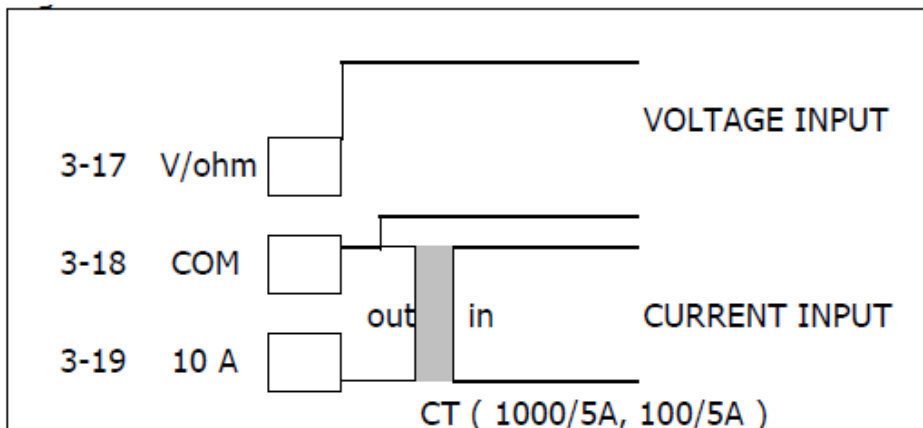 VOLTAGE INPUT
3-17 V/ohm
3-18 COM
out in CURRENT INPUT
3-19 10 A
CT ( 1000/5A, 100/5A )